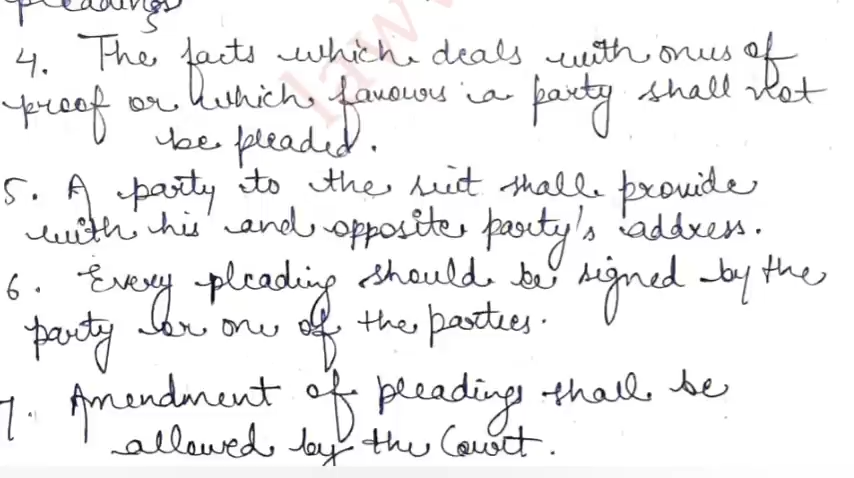 pleadings
4. The facts which deals with onus of
proof or which favours a party shall not
be pleaded.
5. A party to the suit shall provide
with his and opposite party's address.
6. Every pleading should be signed by the
party or one of the parties.
7. Amendment of pleadings shall be
allowed by the Court.